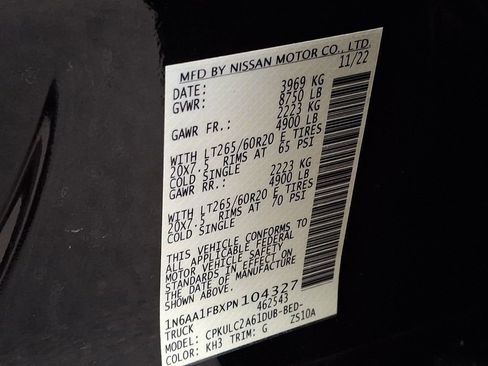 MFD BY NISSAN MOTOR CO., LTD.
DATE: 11/22
GVWR: 3969 KG
8750 LB
GAWR FR.: 2223 KG
4900 LB
WITH LT265/60R20 E TIRES
20X7.5 RIMS AT 65 PSI
COLD SINGLE
GAWR RR.: 2223 KG
4900 LB
WITH LT265/60R20 E TIRES
20X7.5 RIMS AT 70 PSI
COLD SINGLE
THIS VEHICLE CONFORMS TO
ALL APPLICABLE FEDERAL
MOTOR VEHICLE SAFETY
STANDARDS IN EFFECT ON
THE DATE OF MANUFACTURE
SHOWN ABOVE.
1N6AA1FBXPN104327
TRUCK 462543
MODEL: CPKULC2A61DUB-BED-
COLOR: KH3 TRIM: G ZS10A